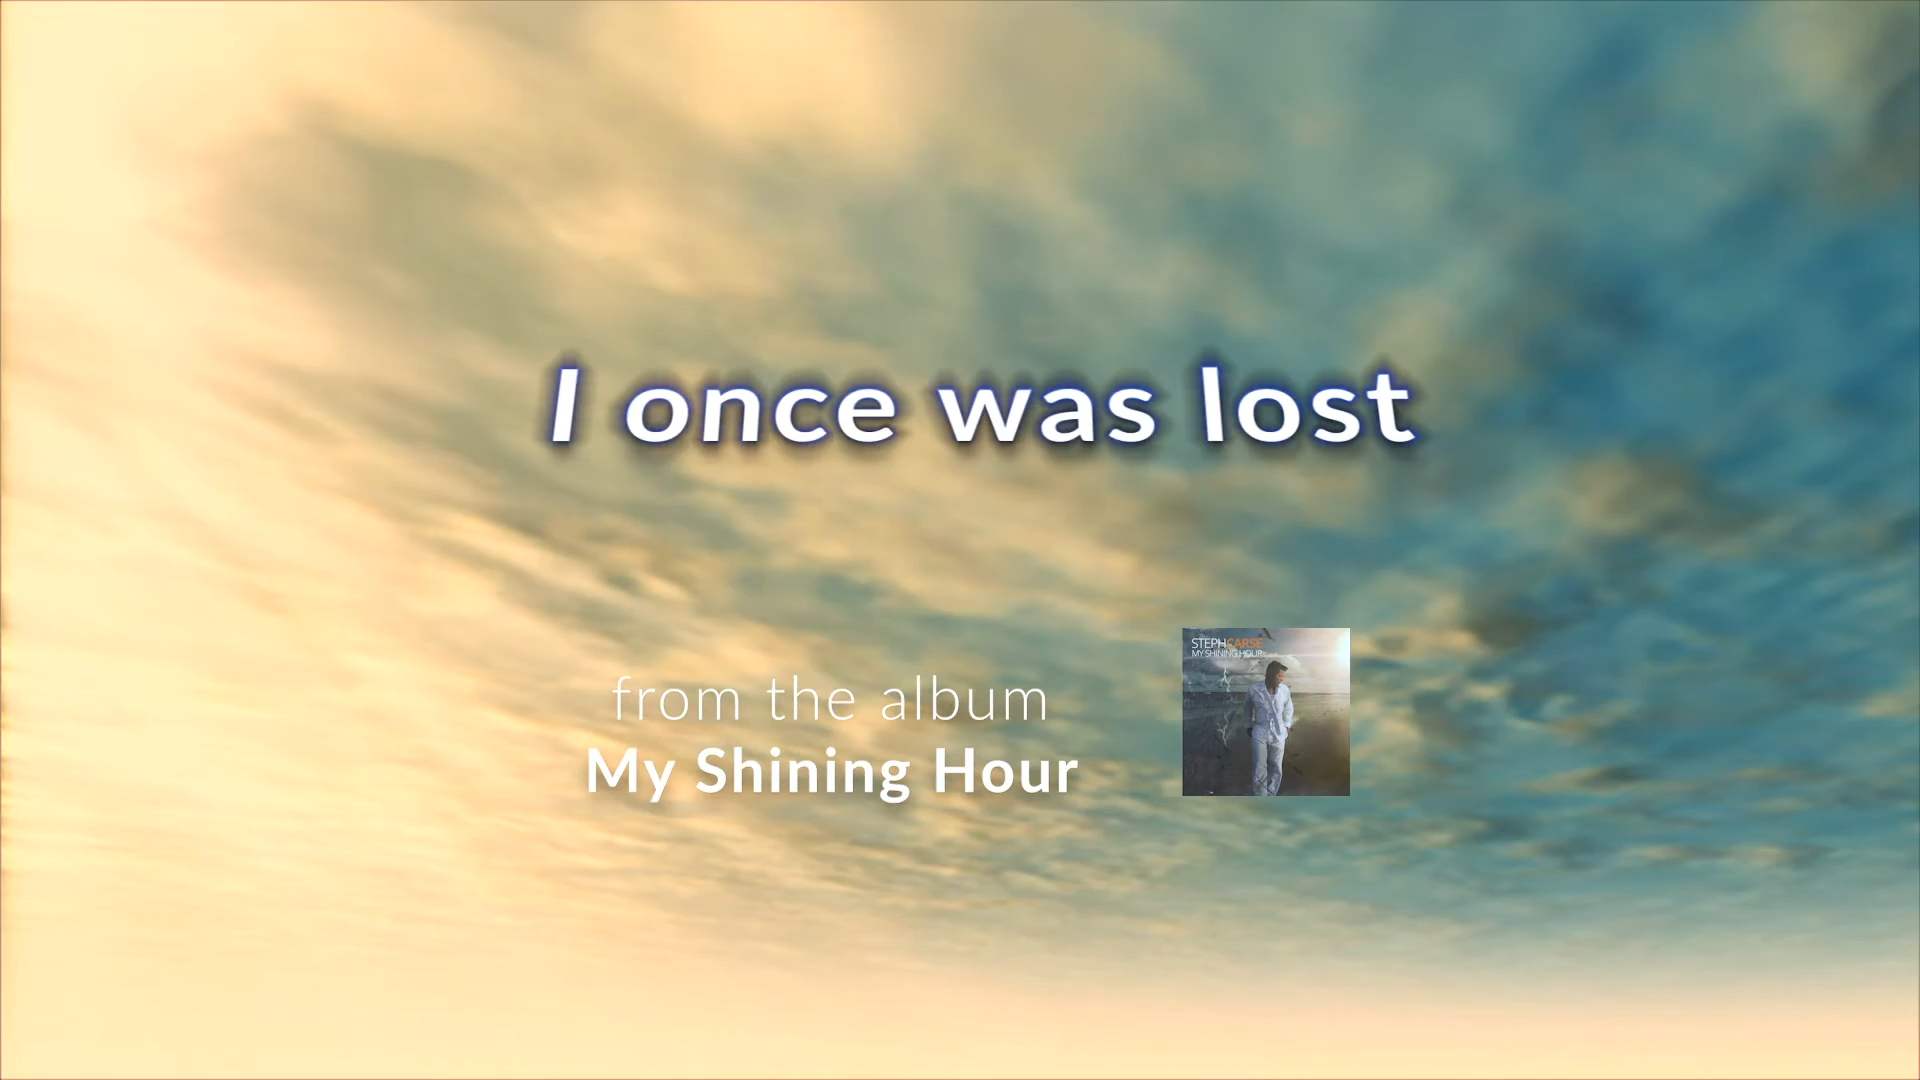 I once was lost
STEPHCARSE
MY SHINING HOUR
from the album
My Shining Hour